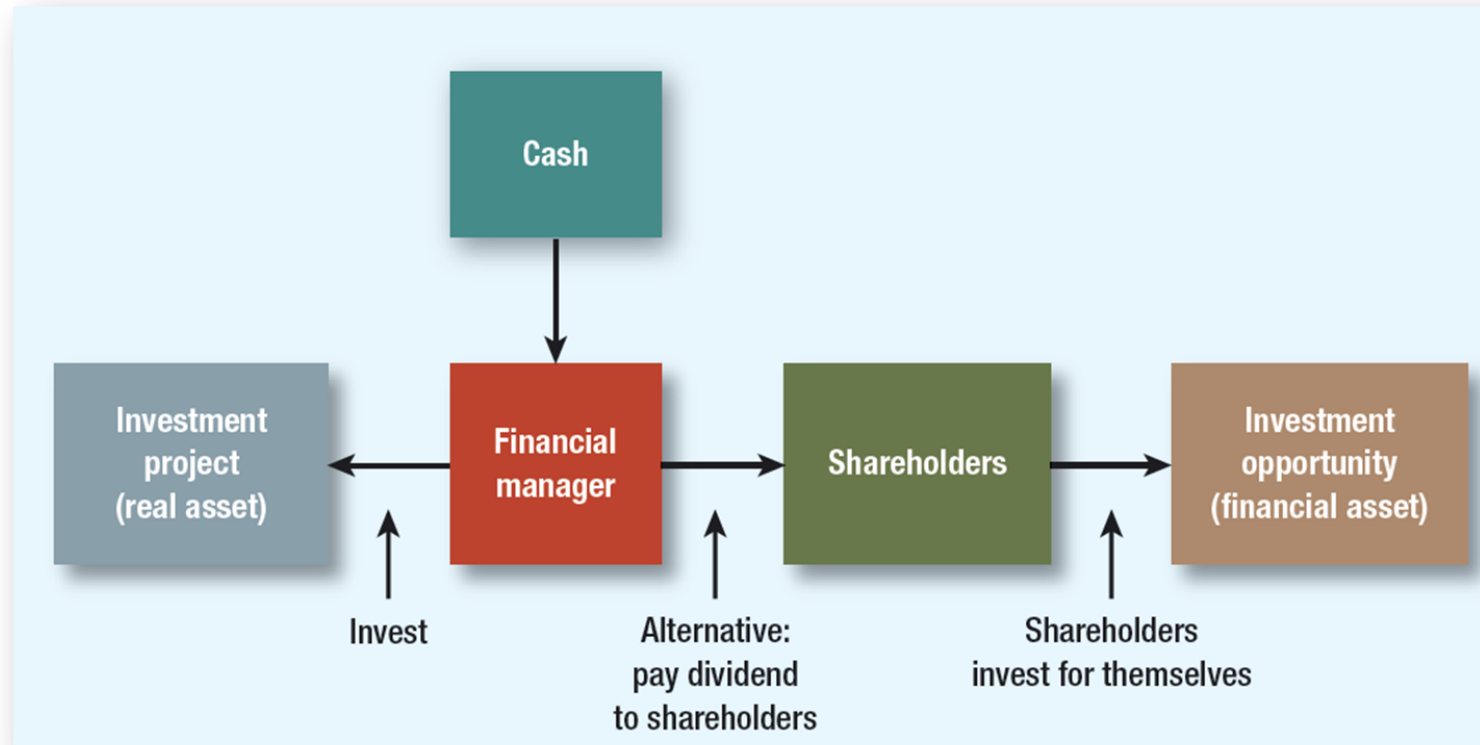 Cash
Investment
project
(real asset)
Financial
manager
Shareholders
Investment
opportunity
(financial asset)
Invest
Alternative:
pay dividend
to shareholders
Shareholders
invest for themselves